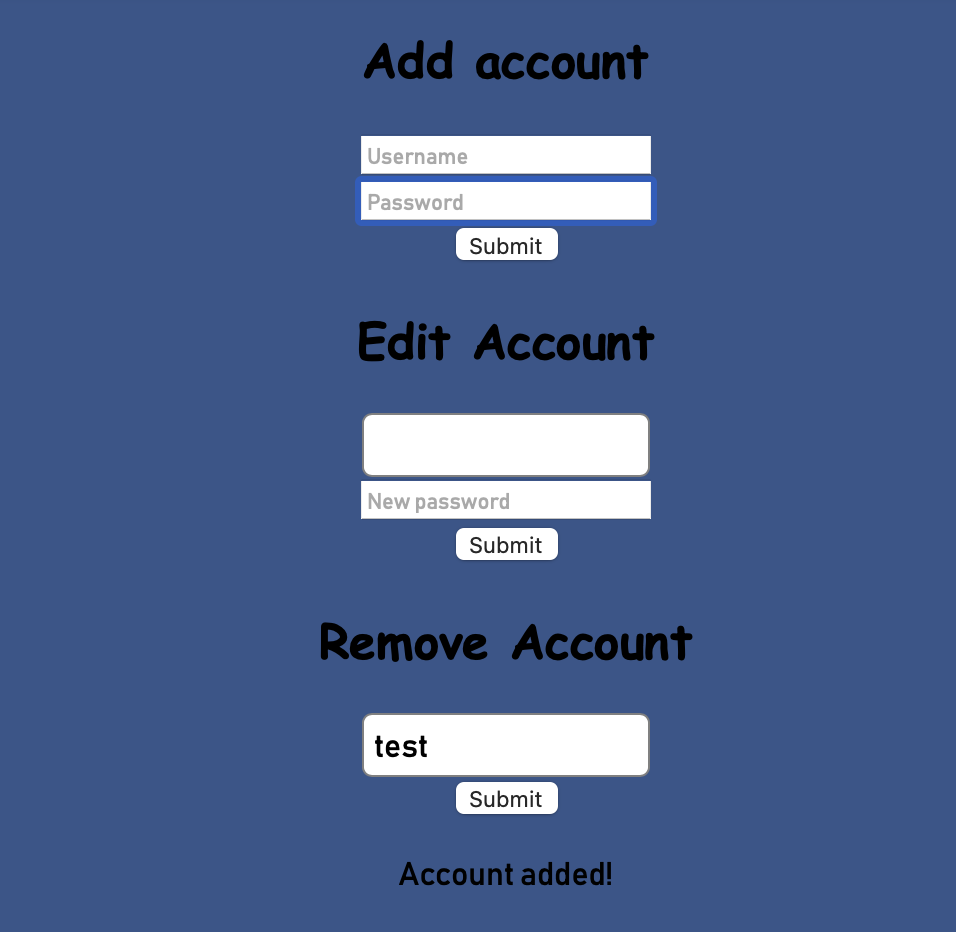 Add account
Username
Password
Submit
Edit Account
New password
Submit
Remove Account
test
Submit
Account added!